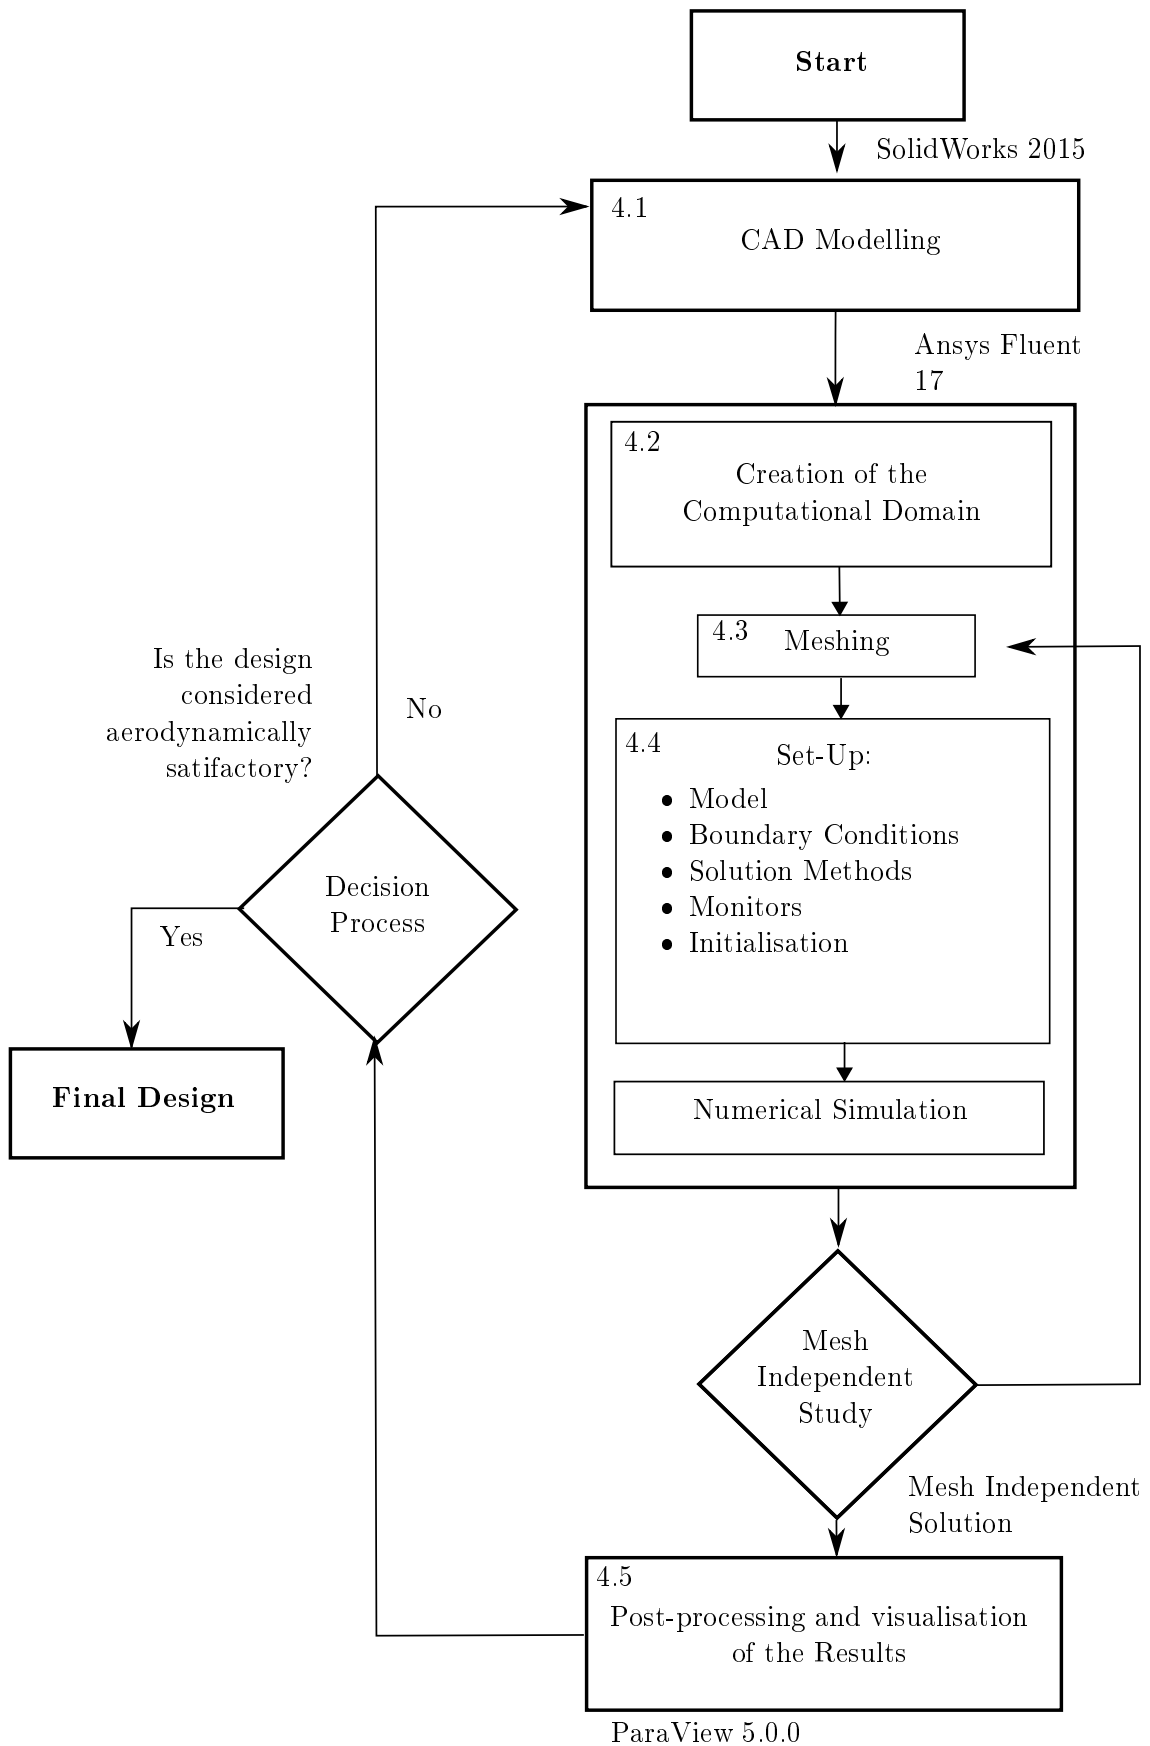 Start
SolidWorks 2015
4.1
CAD Modelling
Ansys Fluent
17
4.2
Creation of the
Computational Domain
4.3
Meshing
4.4
Set-Up:
• Model
• Boundary Conditions
• Solution Methods
• Monitors
• Initialisation
Numerical Simulation
Mesh
Independent
Study
Mesh Independent
Solution
4.5
Post-processing and visualisation
of the Results
ParaView 5.0.0
Is the design
considered
aerodynamically
satifactory?
No
Decision
Process
Yes
Final Design